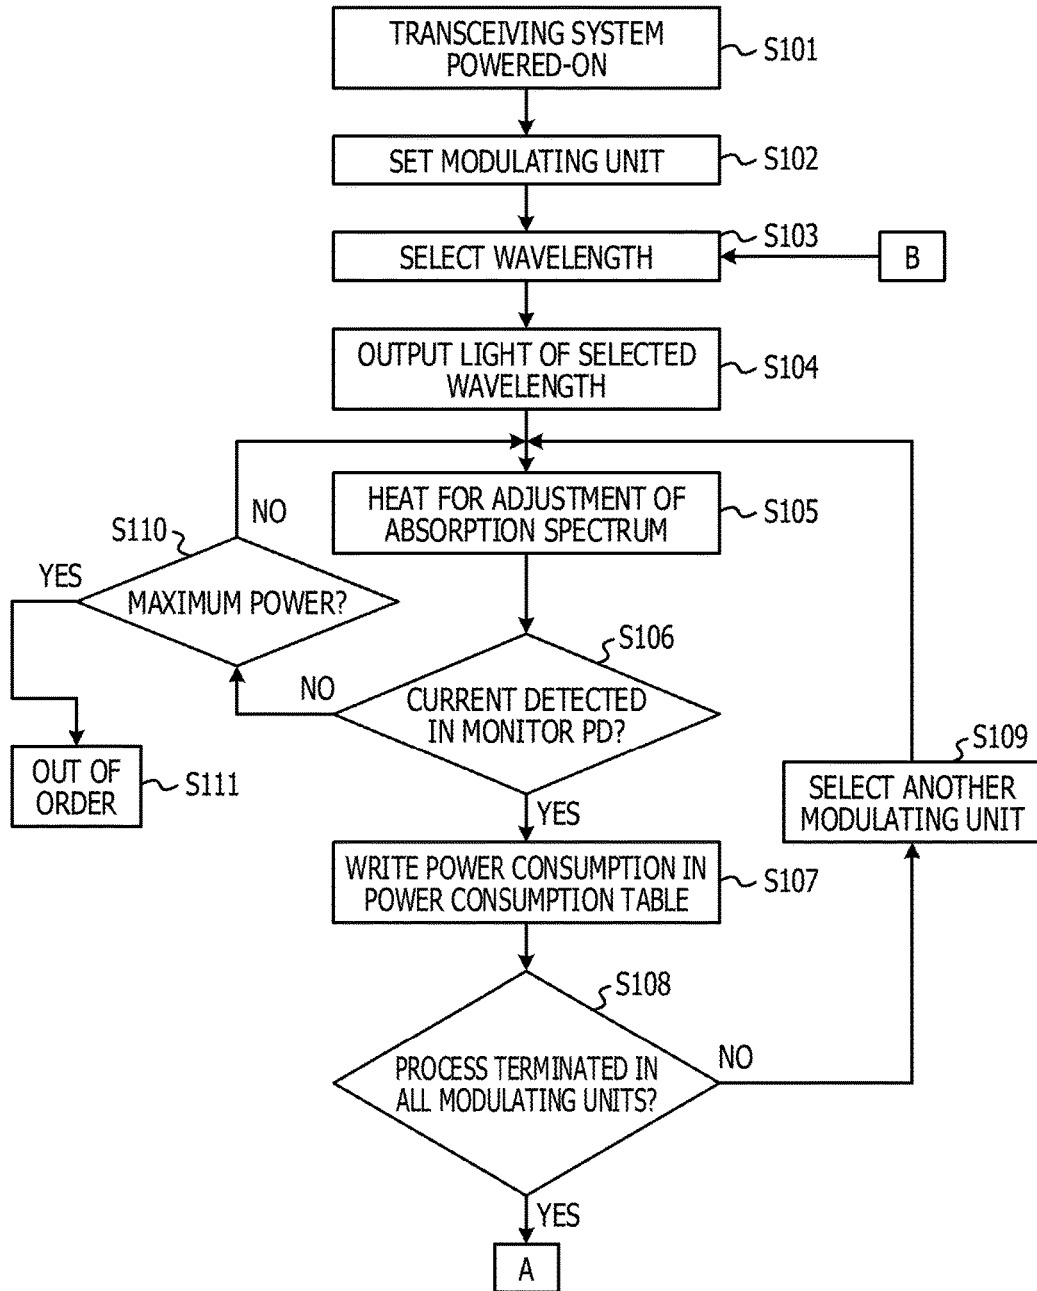 TRANSCEIVING SYSTEM
POWERED-ON
S101
SET MODULATING UNIT
S102
S103
SELECT WAVELENGTH
B
OUTPUT LIGHT OF SELECTED
WAVELENGTH
S104
HEAT FOR ADJUSTMENT OF
ABSORPTION SPECTRUM
S105
NO
S110
YES
MAXIMUM POWER?
S106
NO
CURRENT DETECTED
IN MONITOR PD?
OUT OF
ORDER
S111
YES
S109
SELECT ANOTHER
MODULATING UNIT
WRITE POWER CONSUMPTION IN
POWER CONSUMPTION TABLE
S107
S108
PROCESS TERMINATED IN
ALL MODULATING UNITS?
NO
YES
A